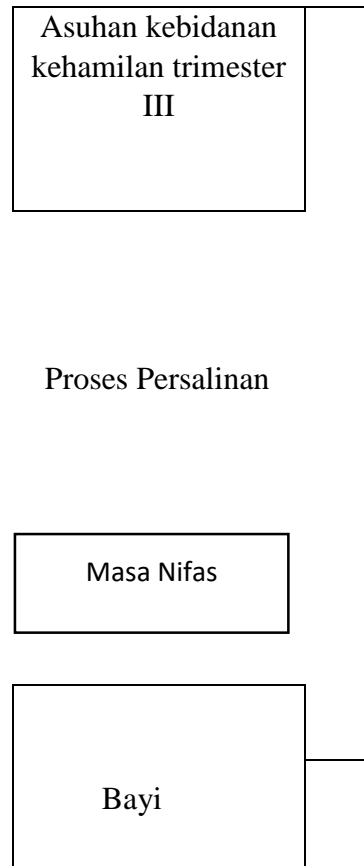 Asuhan kebidanan
kehamilan trimester
III
Proses Persalinan
Masa Nifas
Bayi